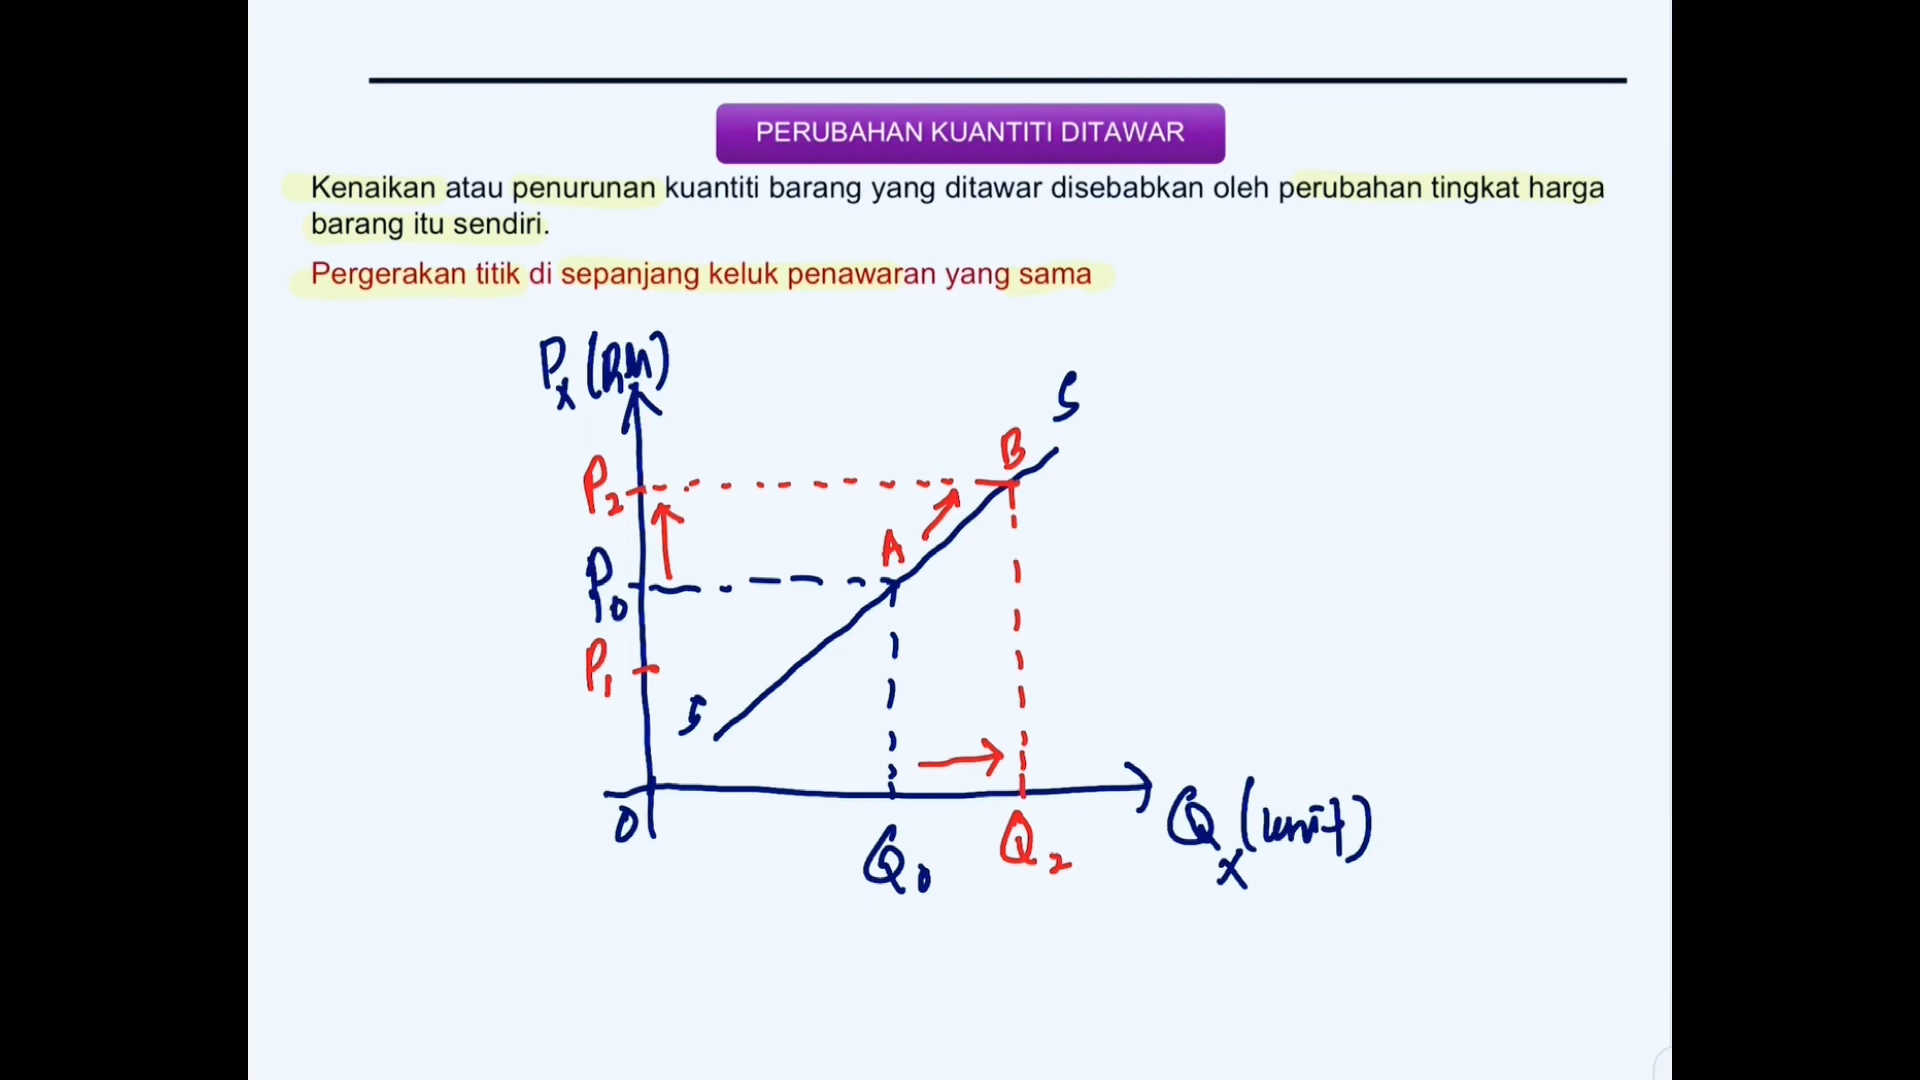 PERUBAHAN KUANTITI DITAWAR
Kenaikan atau penurunan kuantiti barang yang ditawar disebabkan oleh perubahan tingkat harga
barang itu sendiri.
Pergerakan titik di sepanjang keluk penawaran yang sama
Px (RM)
S
B
P2
A
P0
P1
S
0
Q0
Q2
Qx (unit)